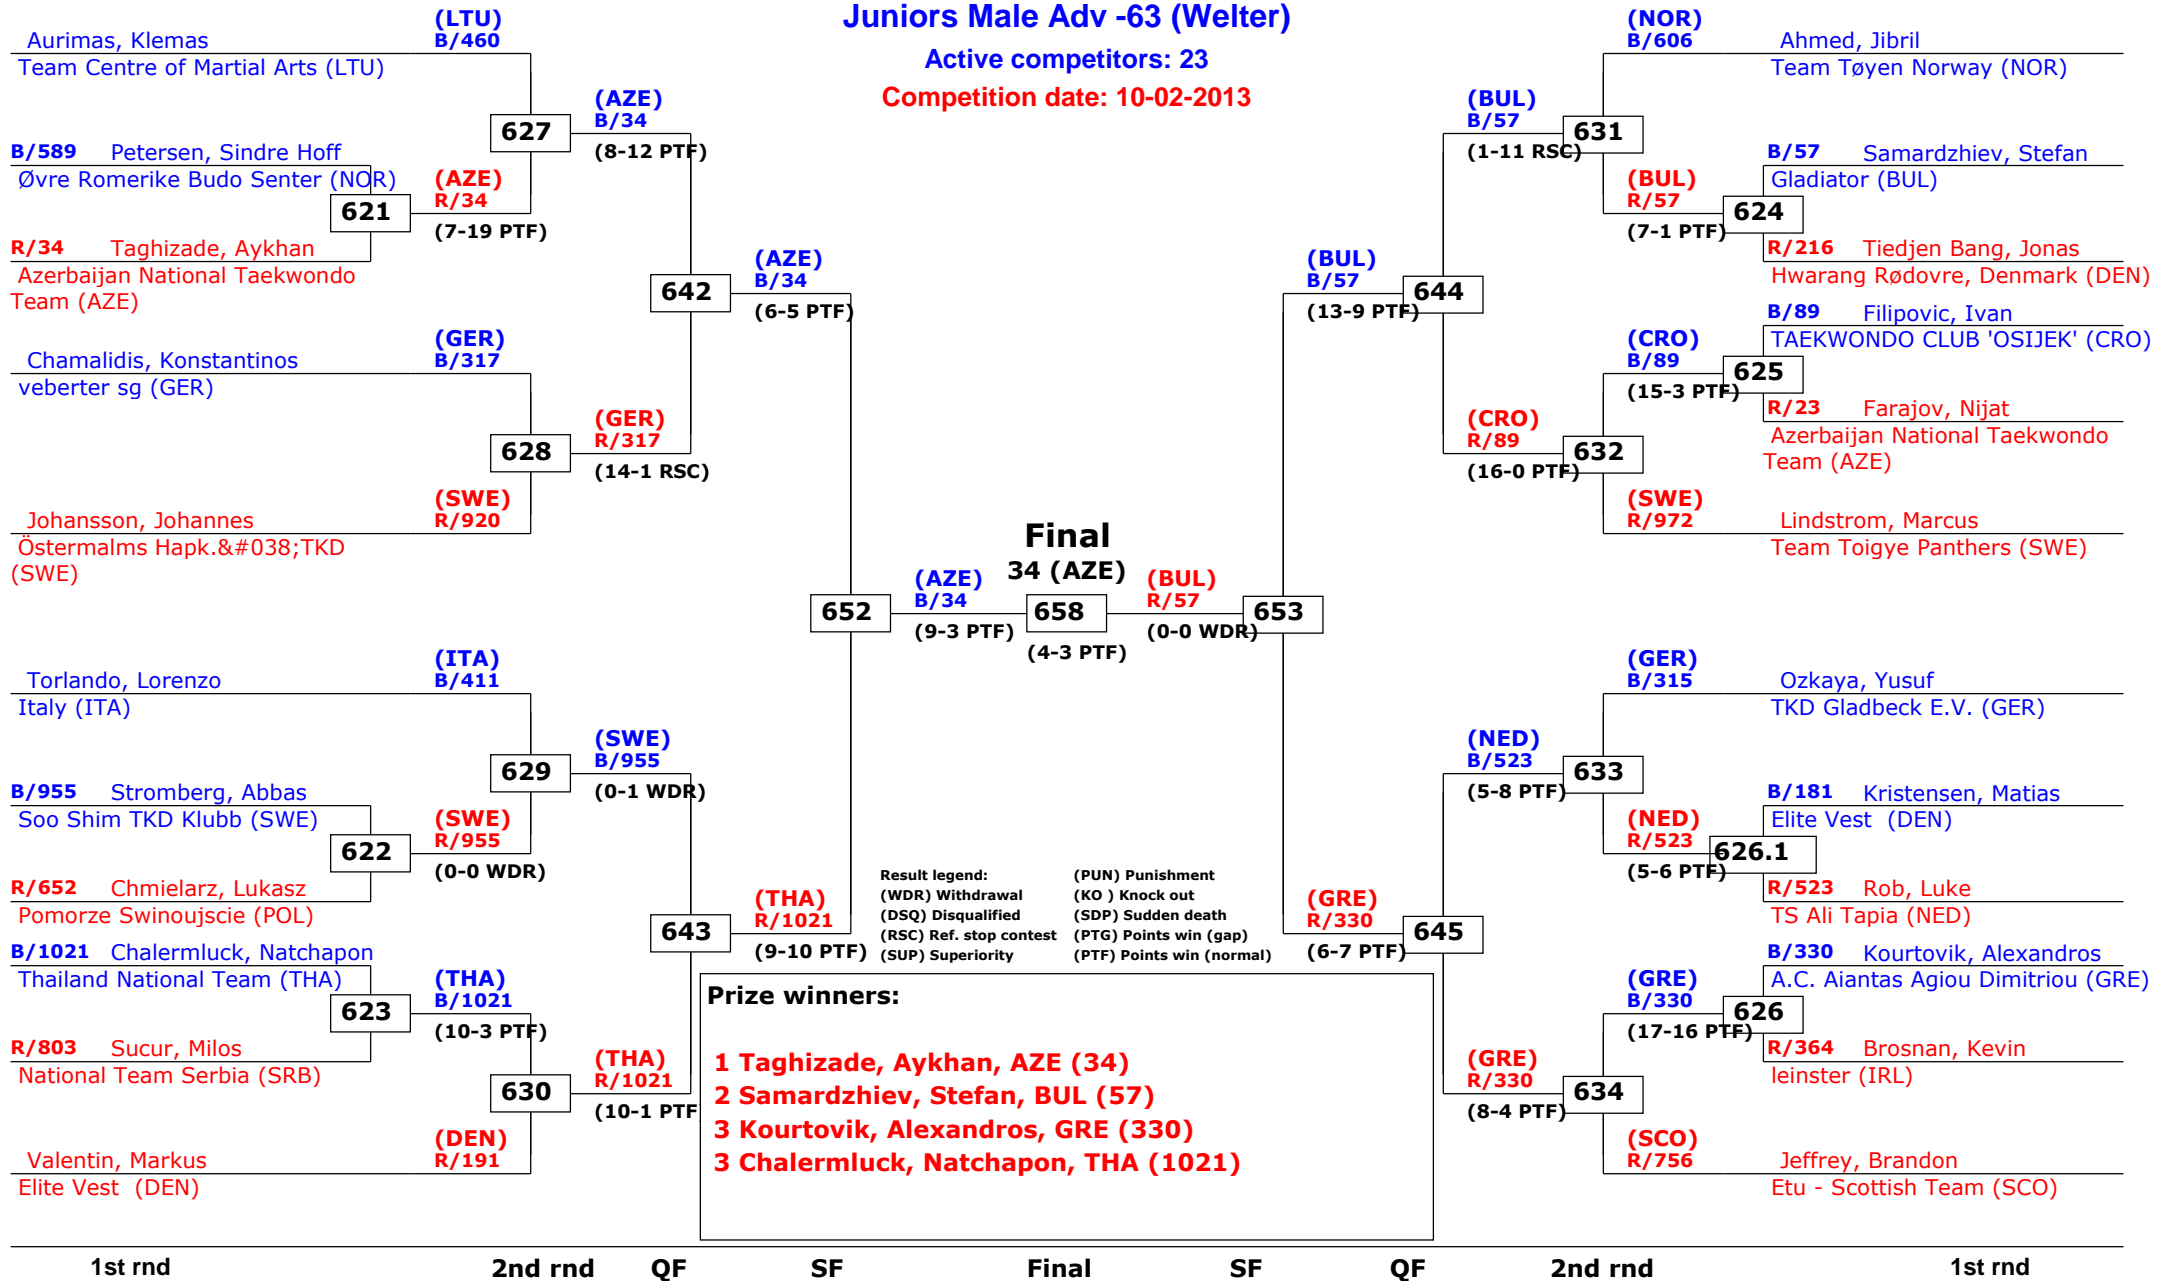 Juniors Male Adv -63 (Welter)
Active competitors: 23
Competition date: 10-02-2013
(LTU)
Aurimas, Klemas B/460
Team Centre of Martial Arts (LTU)
627
(AZE)
B/34
(8-12 PTF)
B/589 Petersen, Sindre Hoff
Øvre Romerike Budo Senter (NOR)
621
(AZE)
R/34
(7-19 PTF)
R/34 Taghizade, Aykhan
Azerbaijan National Taekwondo
Team (AZE)
642
(AZE)
B/34
(6-5 PTF)
(GER)
Chamalidis, Konstantinos B/317
veberter sg (GER)
628
(GER)
R/317
(14-1 RSC)
(SWE)
Johansson, Johannes R/920
Östermalms Hapk.&#038;TKD
(SWE)
652
(AZE)
B/34
(9-3 PTF)
Final
34 (AZE)
658
(4-3 PTF)
(BUL)
R/57
(0-0 WDR)
653
(ITA)
Torlando, Lorenzo B/411
Italy (ITA)
629
(SWE)
B/955
(0-1 WDR)
B/955 Stromberg, Abbas
Soo Shim TKD Klubb (SWE)
622
(SWE)
R/955
(0-0 WDR)
R/652 Chmielarz, Lukasz
Pomorze Swinoujscie (POL)
643
(THA)
R/1021
(9-10 PTF)
B/1021 Chalermluck, Natchapon
Thailand National Team (THA)
623
(THA)
B/1021
(10-3 PTF)
R/803 Sucur, Milos
National Team Serbia (SRB)
630
(THA)
R/1021
(10-1 PTF
(DEN)
Valentin, Markus R/191
Elite Vest (DEN)
(NOR)
B/606 Ahmed, Jibril
Team Tøyen Norway (NOR)
(BUL)
B/57
(1-11 RSC)
631
B/57 Samardzhiev, Stefan
Gladiator (BUL)
(BUL)
R/57
(7-1 PTF)
624
R/216 Tiedjen Bang, Jonas
Hwarang Rødovre, Denmark (DEN)
(BUL)
B/57
(13-9 PTF)
644
B/89 Filipovic, Ivan
TAEKWONDO CLUB 'OSIJEK' (CRO)
(CRO)
B/89
(15-3 PTF)
625
R/23 Farajov, Nijat
Azerbaijan National Taekwondo
Team (AZE)
(CRO)
R/89
(16-0 PTF)
632
(SWE)
R/972 Lindstrom, Marcus
Team Toigye Panthers (SWE)
(GER)
B/315 Ozkaya, Yusuf
TKD Gladbeck E.V. (GER)
(NED)
B/523
(5-8 PTF)
633
B/181 Kristensen, Matias
Elite Vest (DEN)
(NED)
R/523
(5-6 PTF)
626.1
R/523 Rob, Luke
TS Ali Tapia (NED)
(GRE)
R/330
(6-7 PTF)
645
B/330 Kourtovik, Alexandros
A.C. Aiantas Agiou Dimitriou (GRE)
(GRE)
B/330
(17-16 PTF)
626
R/364 Brosnan, Kevin
leinster (IRL)
(GRE)
R/330
(8-4 PTF)
634
(SCO)
R/756 Jeffrey, Brandon
Etu - Scottish Team (SCO)
Result legend: (PUN) Punishment
(WDR) Withdrawal (KO ) Knock out
(DSQ) Disqualified (SDP) Sudden death
(RSC) Ref. stop contest (PTG) Points win (gap)
(SUP) Superiority (PTF) Points win (normal)
Prize winners:
1 Taghizade, Aykhan, AZE (34)
2 Samardzhiev, Stefan, BUL (57)
3 Kourtovik, Alexandros, GRE (330)
3 Chalermluck, Natchapon, THA (1021)
1st rnd 2nd rnd QF SF Final SF QF 2nd rnd 1st rnd